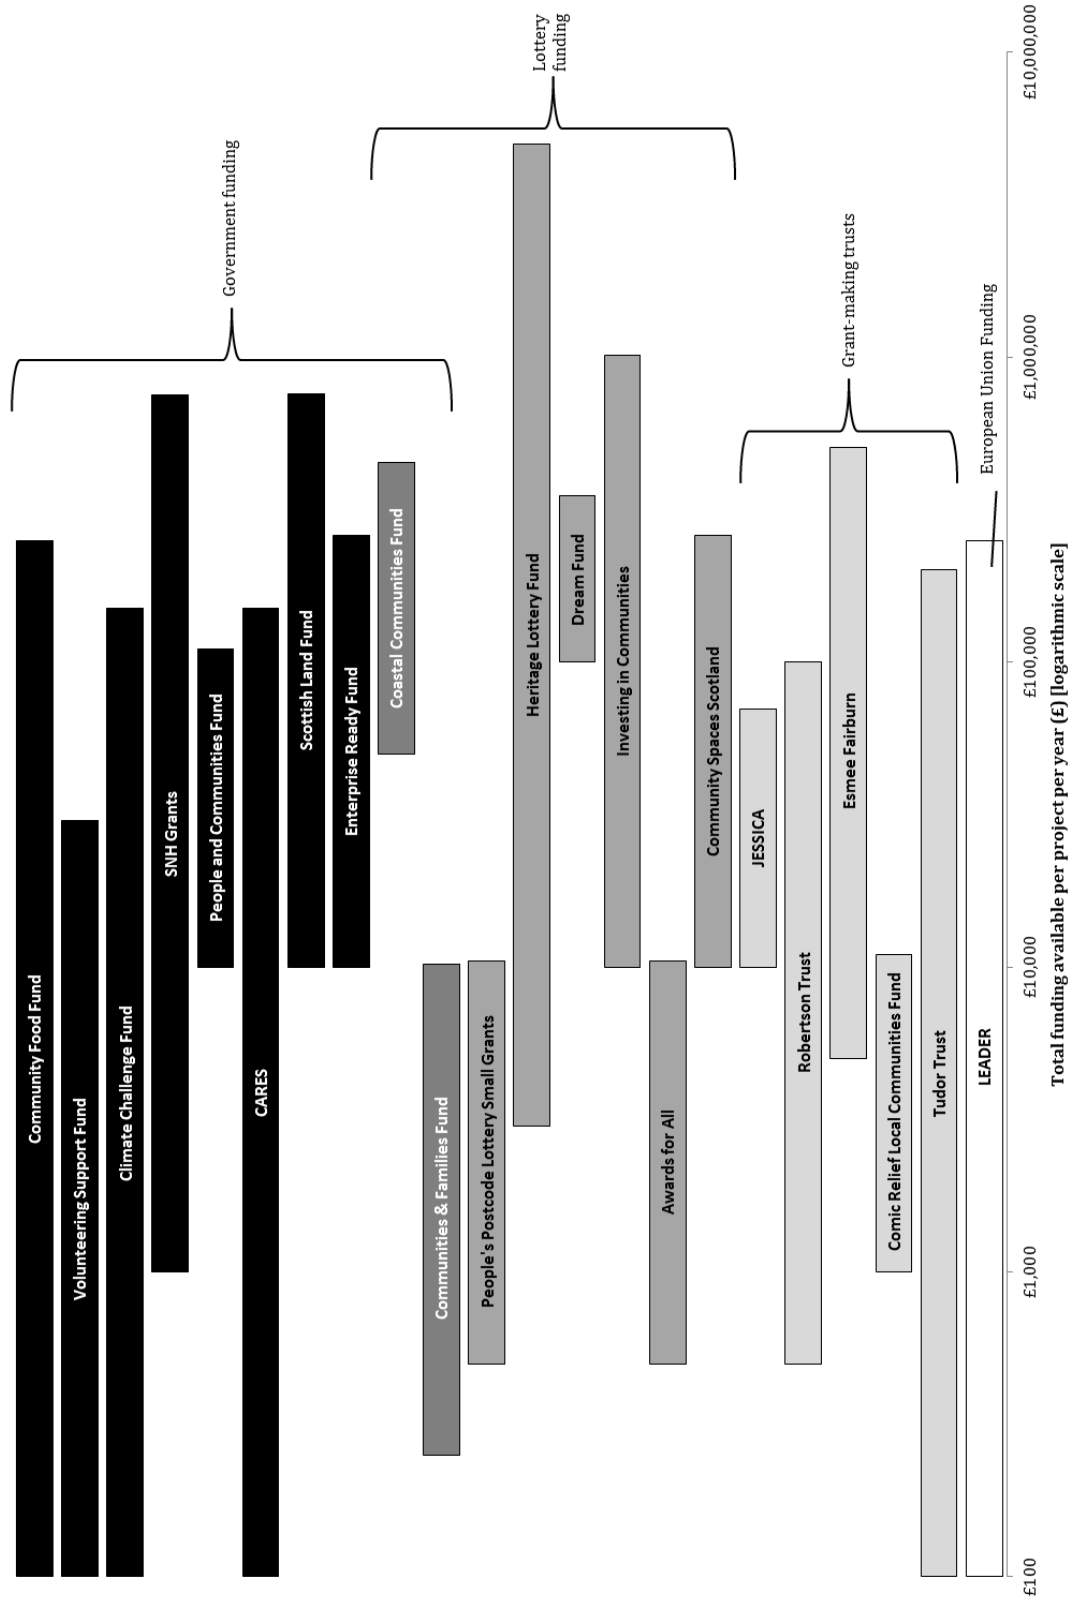 Community Food Fund
Volunteering Support Fund
Climate Challenge Fund
SNH Grants
People and Communities Fund
CARES
Scottish Land Fund
Enterprise Ready Fund
Coastal Communities Fund
Communities & Families Fund
People's Postcode Lottery Small Grants
Heritage Lottery Fund
Dream Fund
Investing in Communities
Awards for All
Community Spaces Scotland
JESSICA
Robertson Trust
Esmee Fairburn
Comic Relief Local Communities Fund
Tudor Trust
LEADER
Government funding
Lottery
funding
Grant-making trusts
European Union Funding
£100
£1,000
£10,000
£100,000
£1,000,000
£10,000,000
Total funding available per project per year (£) [logarithmic scale]